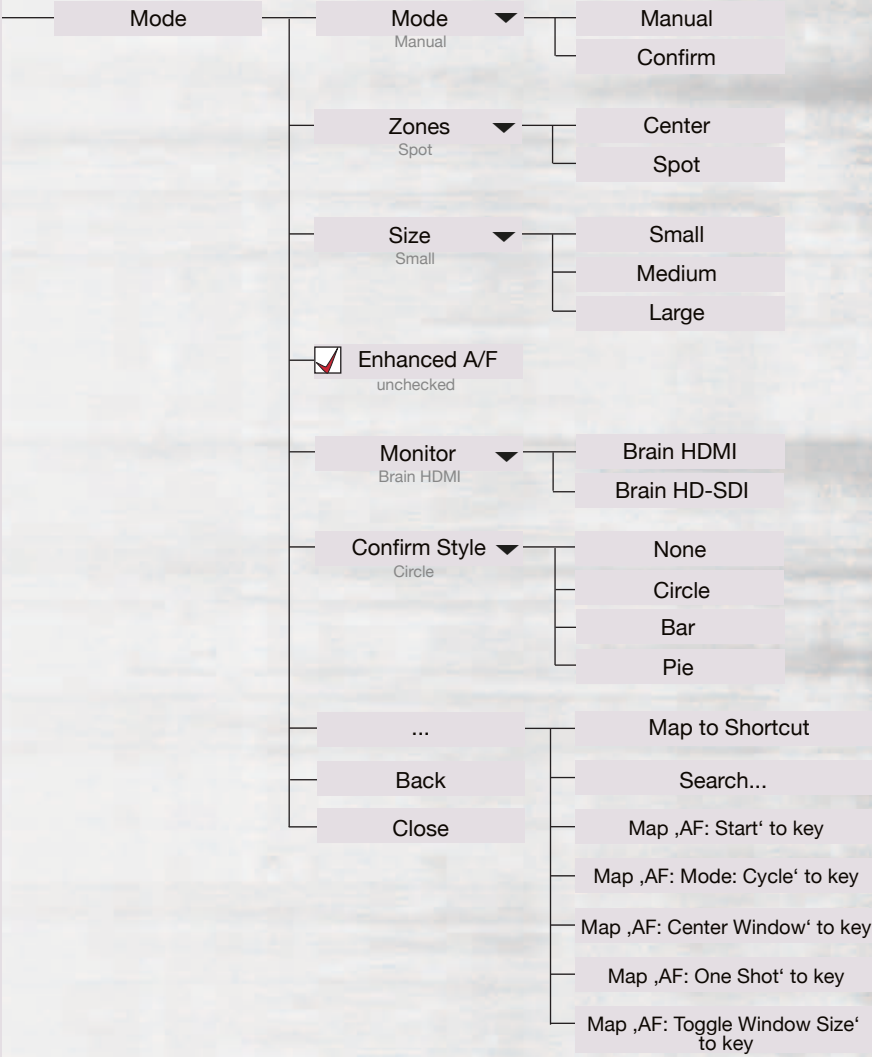 Mode
Mode
Manual
Manual
Confirm
Zones
Spot
Center
Spot
Size
Small
Small
Medium
Large
Enhanced A/F
unchecked
Monitor
Brain HDMI
Brain HDMI
Brain HD-SDI
Confirm Style
Circle
None
Circle
Bar
Pie
...
Back
Close
Map to Shortcut
Search...
Map ‚AF: Start‘ to key
Map ‚AF: Mode: Cycle‘ to key
Map ‚AF: Center Window‘ to key
Map ‚AF: One Shot‘ to key
Map ‚AF: Toggle Window Size‘
to key